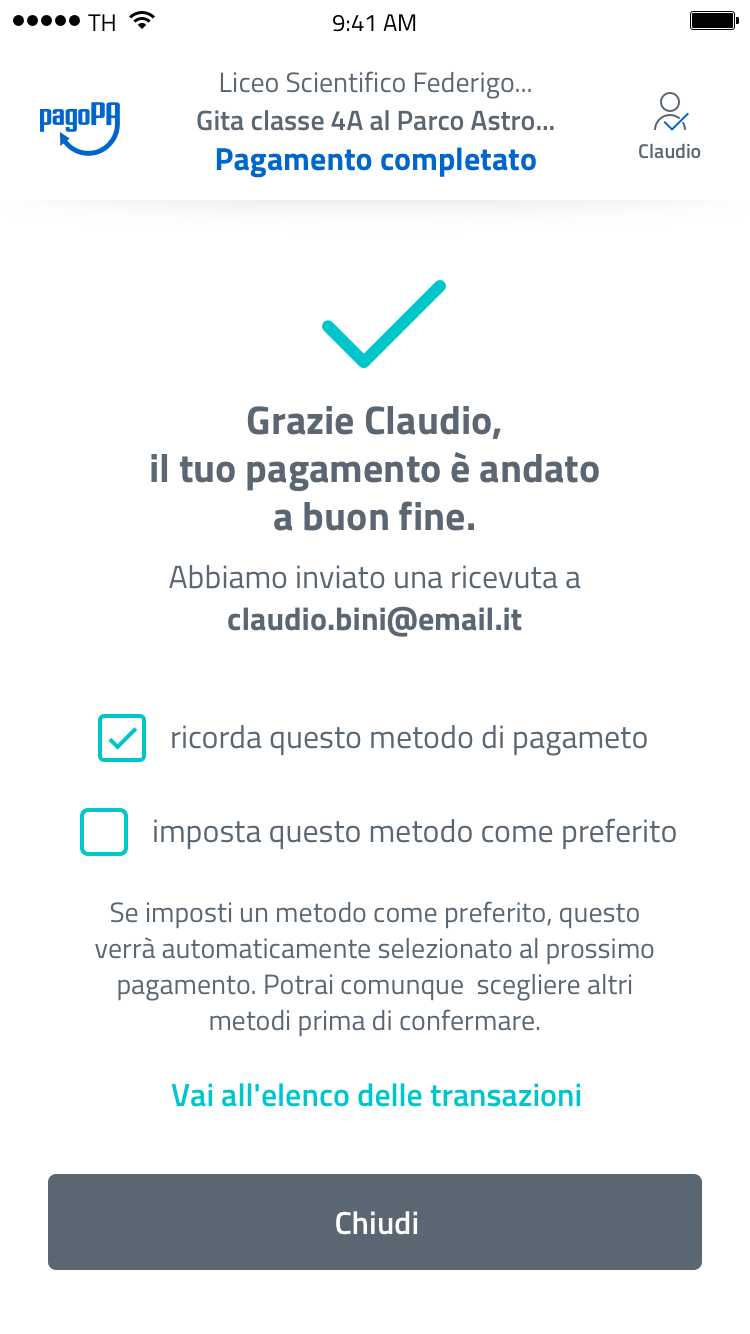 TH
9:41 AM
pagoPA
Liceo Scientifico Federigo...
Gita classe 4A al Parco Astro...
Pagamento completato
Claudio
Grazie Claudio,
il tuo pagamento è andato
a buon fine.
Abbiamo inviato una ricevuta a
claudio.bini@email.it
ricorda questo metodo di pagameto
imposta questo metodo come preferito
Se imposti un metodo come preferito, questo
verrà automaticamente selezionato al prossimo
pagamento. Potrai comunque  scegliere altri
metodi prima di confermare.
Vai all'elenco delle transazioni
Chiudi